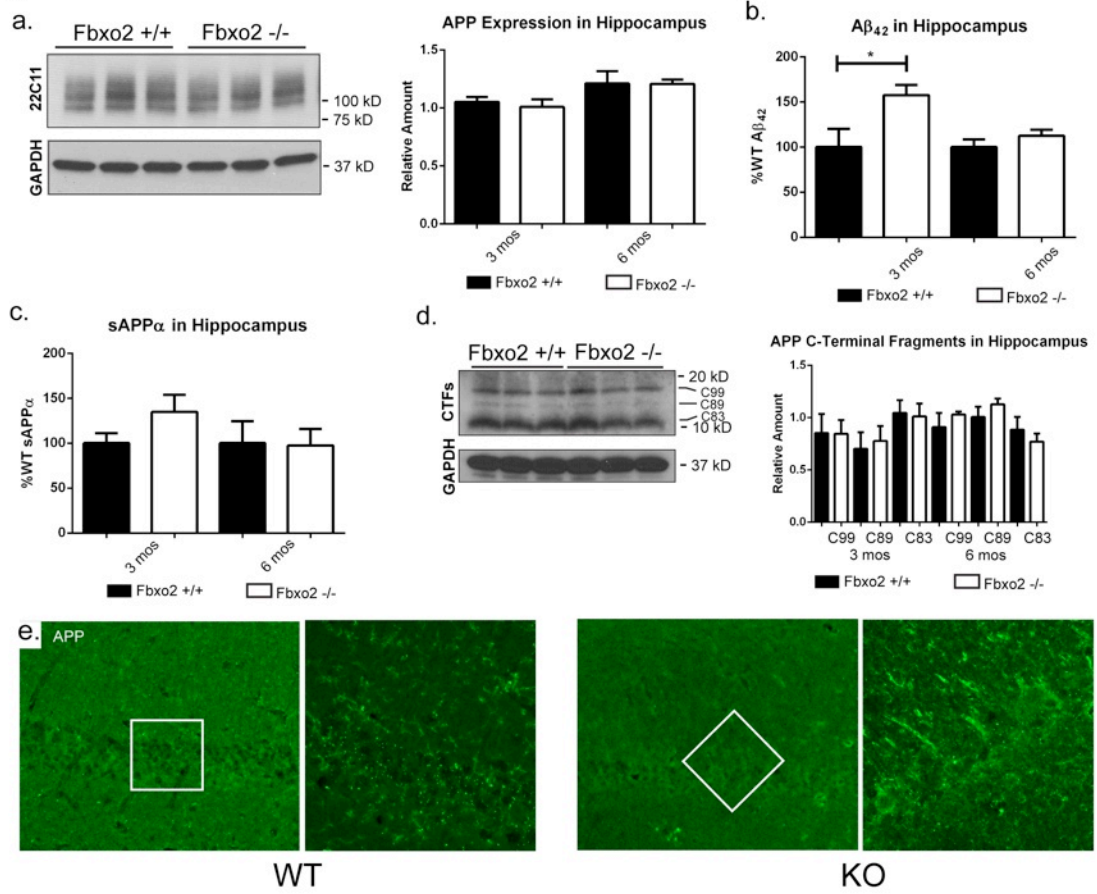 a.
Fbxo2 +/+ Fbxo2 -/-
22C11
- 100 kD
- 75 kD
GAPDH
- 37 kD
APP Expression in Hippocampus
Relative Amount
1.5
1.0
0.5
0.0
3 mos 6 mos
Fbxo2 +/+ Fbxo2 -/-
b.
Aβ42 in Hippocampus
%WT Aβ42
200
150
100
50
0
*
3 mos 6 mos
Fbxo2 +/+ Fbxo2 -/-
c.
sAPPα in Hippocampus
%WT sAPPα
200
150
100
50
0
3 mos 6 mos
Fbxo2 +/+ Fbxo2 -/-
d.
Fbxo2 +/+ Fbxo2 -/-
CTFs
- 20 kD
C99
C89
C83
- 10 kD
GAPDH
- 37 kD
APP C-Terminal Fragments in Hippocampus
Relative Amount
1.5
1.0
0.5
0.0
C99 C89 C83 C99 C89 C83
3 mos 6 mos
Fbxo2 +/+ Fbxo2 -/-
e.
APP
WT KO